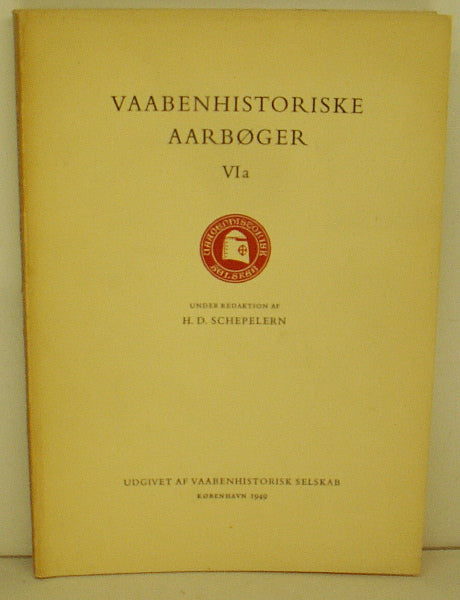 VAABENHISTORISKE
AARBØGER
VIa
VAABENHISTORISK
SELSKAB
UNDER REDAKTION AF
H. D. SCHEPELERN
UDGIVET AF VAABENHISTORISK SELSKAB
KØBENHAVN 1949